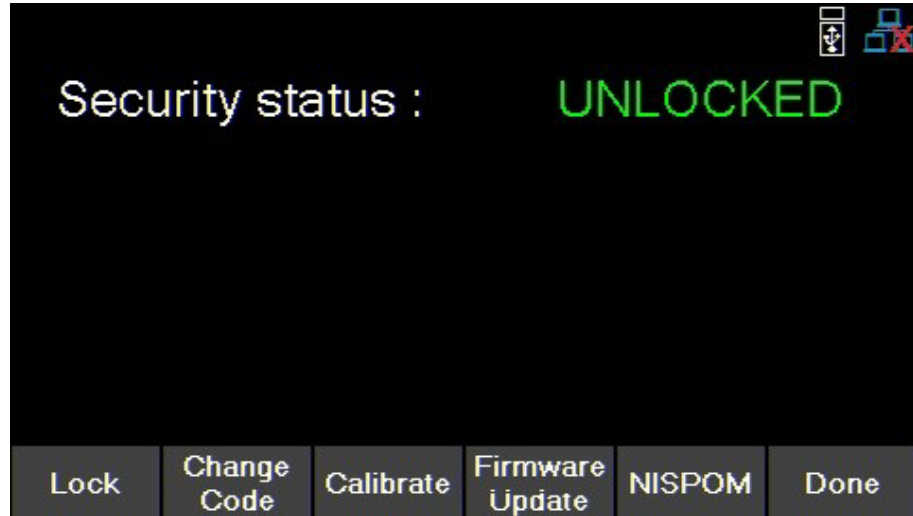 Security status : UNLOCKED
Lock
Change
Code
Calibrate
Firmware
Update
NISPOM
Done